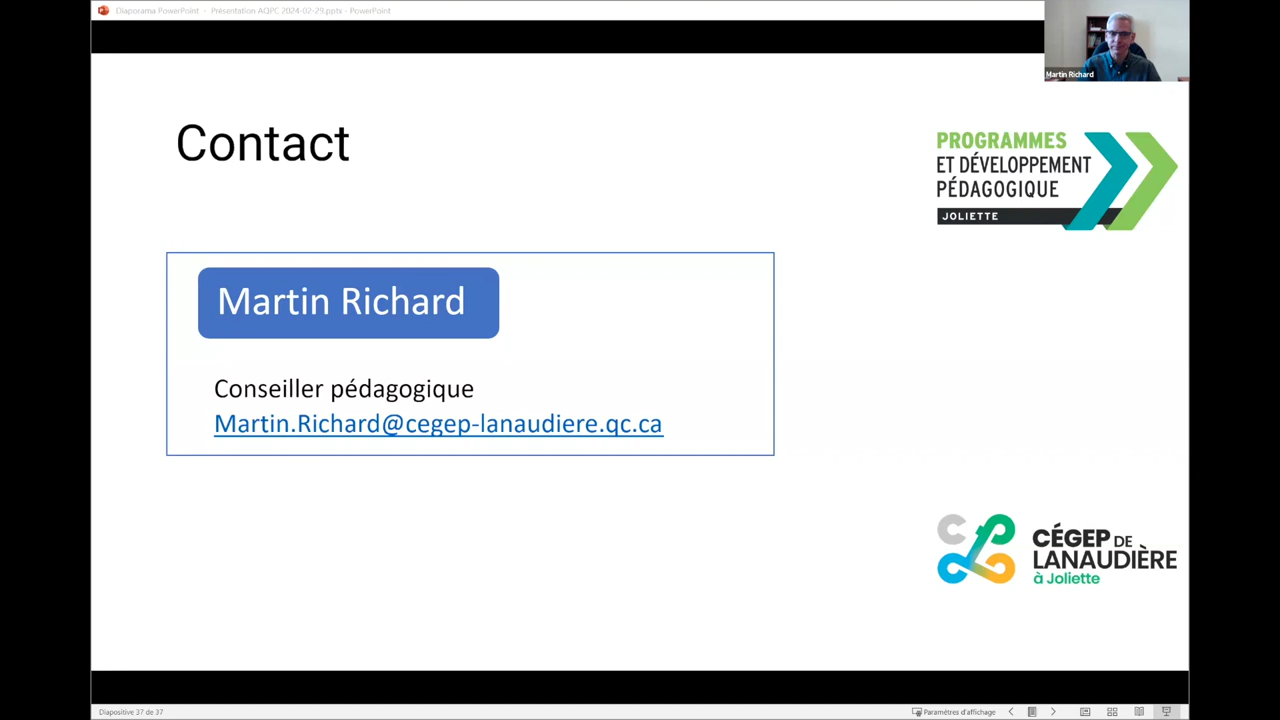 Diaporama PowerPoint - Présentation AQPC 2024-02-29.pptx - PowerPoint
Martin Richard
Contact
PROGRAMMES
ET DÉVELOPPEMENT
PÉDAGOGIQUE
JOLIETTE
Martin Richard
Conseiller pédagogique
Martin.Richard@cegep-lanaudiere.qc.ca
CÉGEP DE
LANAUDIÈRE
à Joliette
Diapositive 37 de 37
Paramètres d'affichage